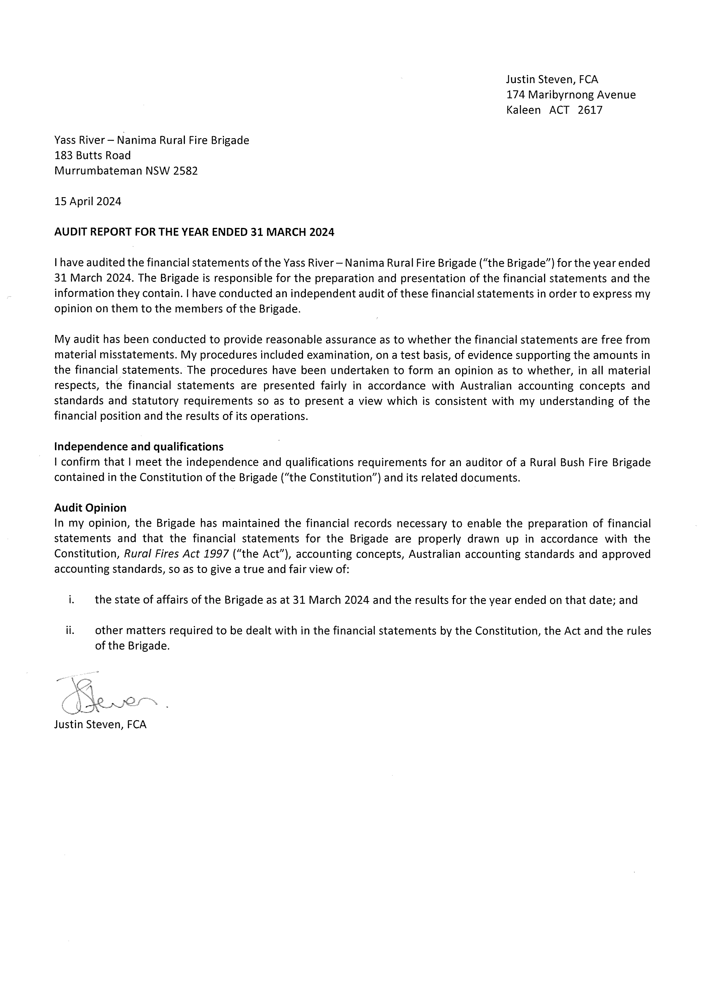 Justin Steven, FCA
174 Maribyrnong Avenue
Kaleen ACT 2617
Yass River – Nanima Rural Fire Brigade
183 Butts Road
Murrumbateman NSW 2582
15 April 2024
AUDIT REPORT FOR THE YEAR ENDED 31 MARCH 2024
I have audited the financial statements of the Yass River – Nanima Rural Fire Brigade (“the Brigade”) for the year ended
31 March 2024. The Brigade is responsible for the preparation and presentation of the financial statements and the
information they contain. I have conducted an independent audit of these financial statements in order to express my
opinion on them to the members of the Brigade.
My audit has been conducted to provide reasonable assurance as to whether the financial statements are free from
material misstatements. My procedures included examination, on a test basis, of evidence supporting the amounts in
the financial statements. The procedures have been undertaken to form an opinion as to whether, in all material
respects, the financial statements are presented fairly in accordance with Australian accounting concepts and
standards and statutory requirements so as to present a view which is consistent with my understanding of the
financial position and the results of its operations.
Independence and qualifications
I confirm that I meet the independence and qualifications requirements for an auditor of a Rural Bush Fire Brigade
contained in the Constitution of the Brigade (“the Constitution”) and its related documents.
Audit Opinion
In my opinion, the Brigade has maintained the financial records necessary to enable the preparation of financial
statements and that the financial statements for the Brigade are properly drawn up in accordance with the
Constitution, Rural Fires Act 1997 (“the Act”), accounting concepts, Australian accounting standards and approved
accounting standards, so as to give a true and fair view of:
i. the state of affairs of the Brigade as at 31 March 2024 and the results for the year ended on that date; and
ii. other matters required to be dealt with in the financial statements by the Constitution, the Act and the rules
of the Brigade.
JSteven.
Justin Steven, FCA